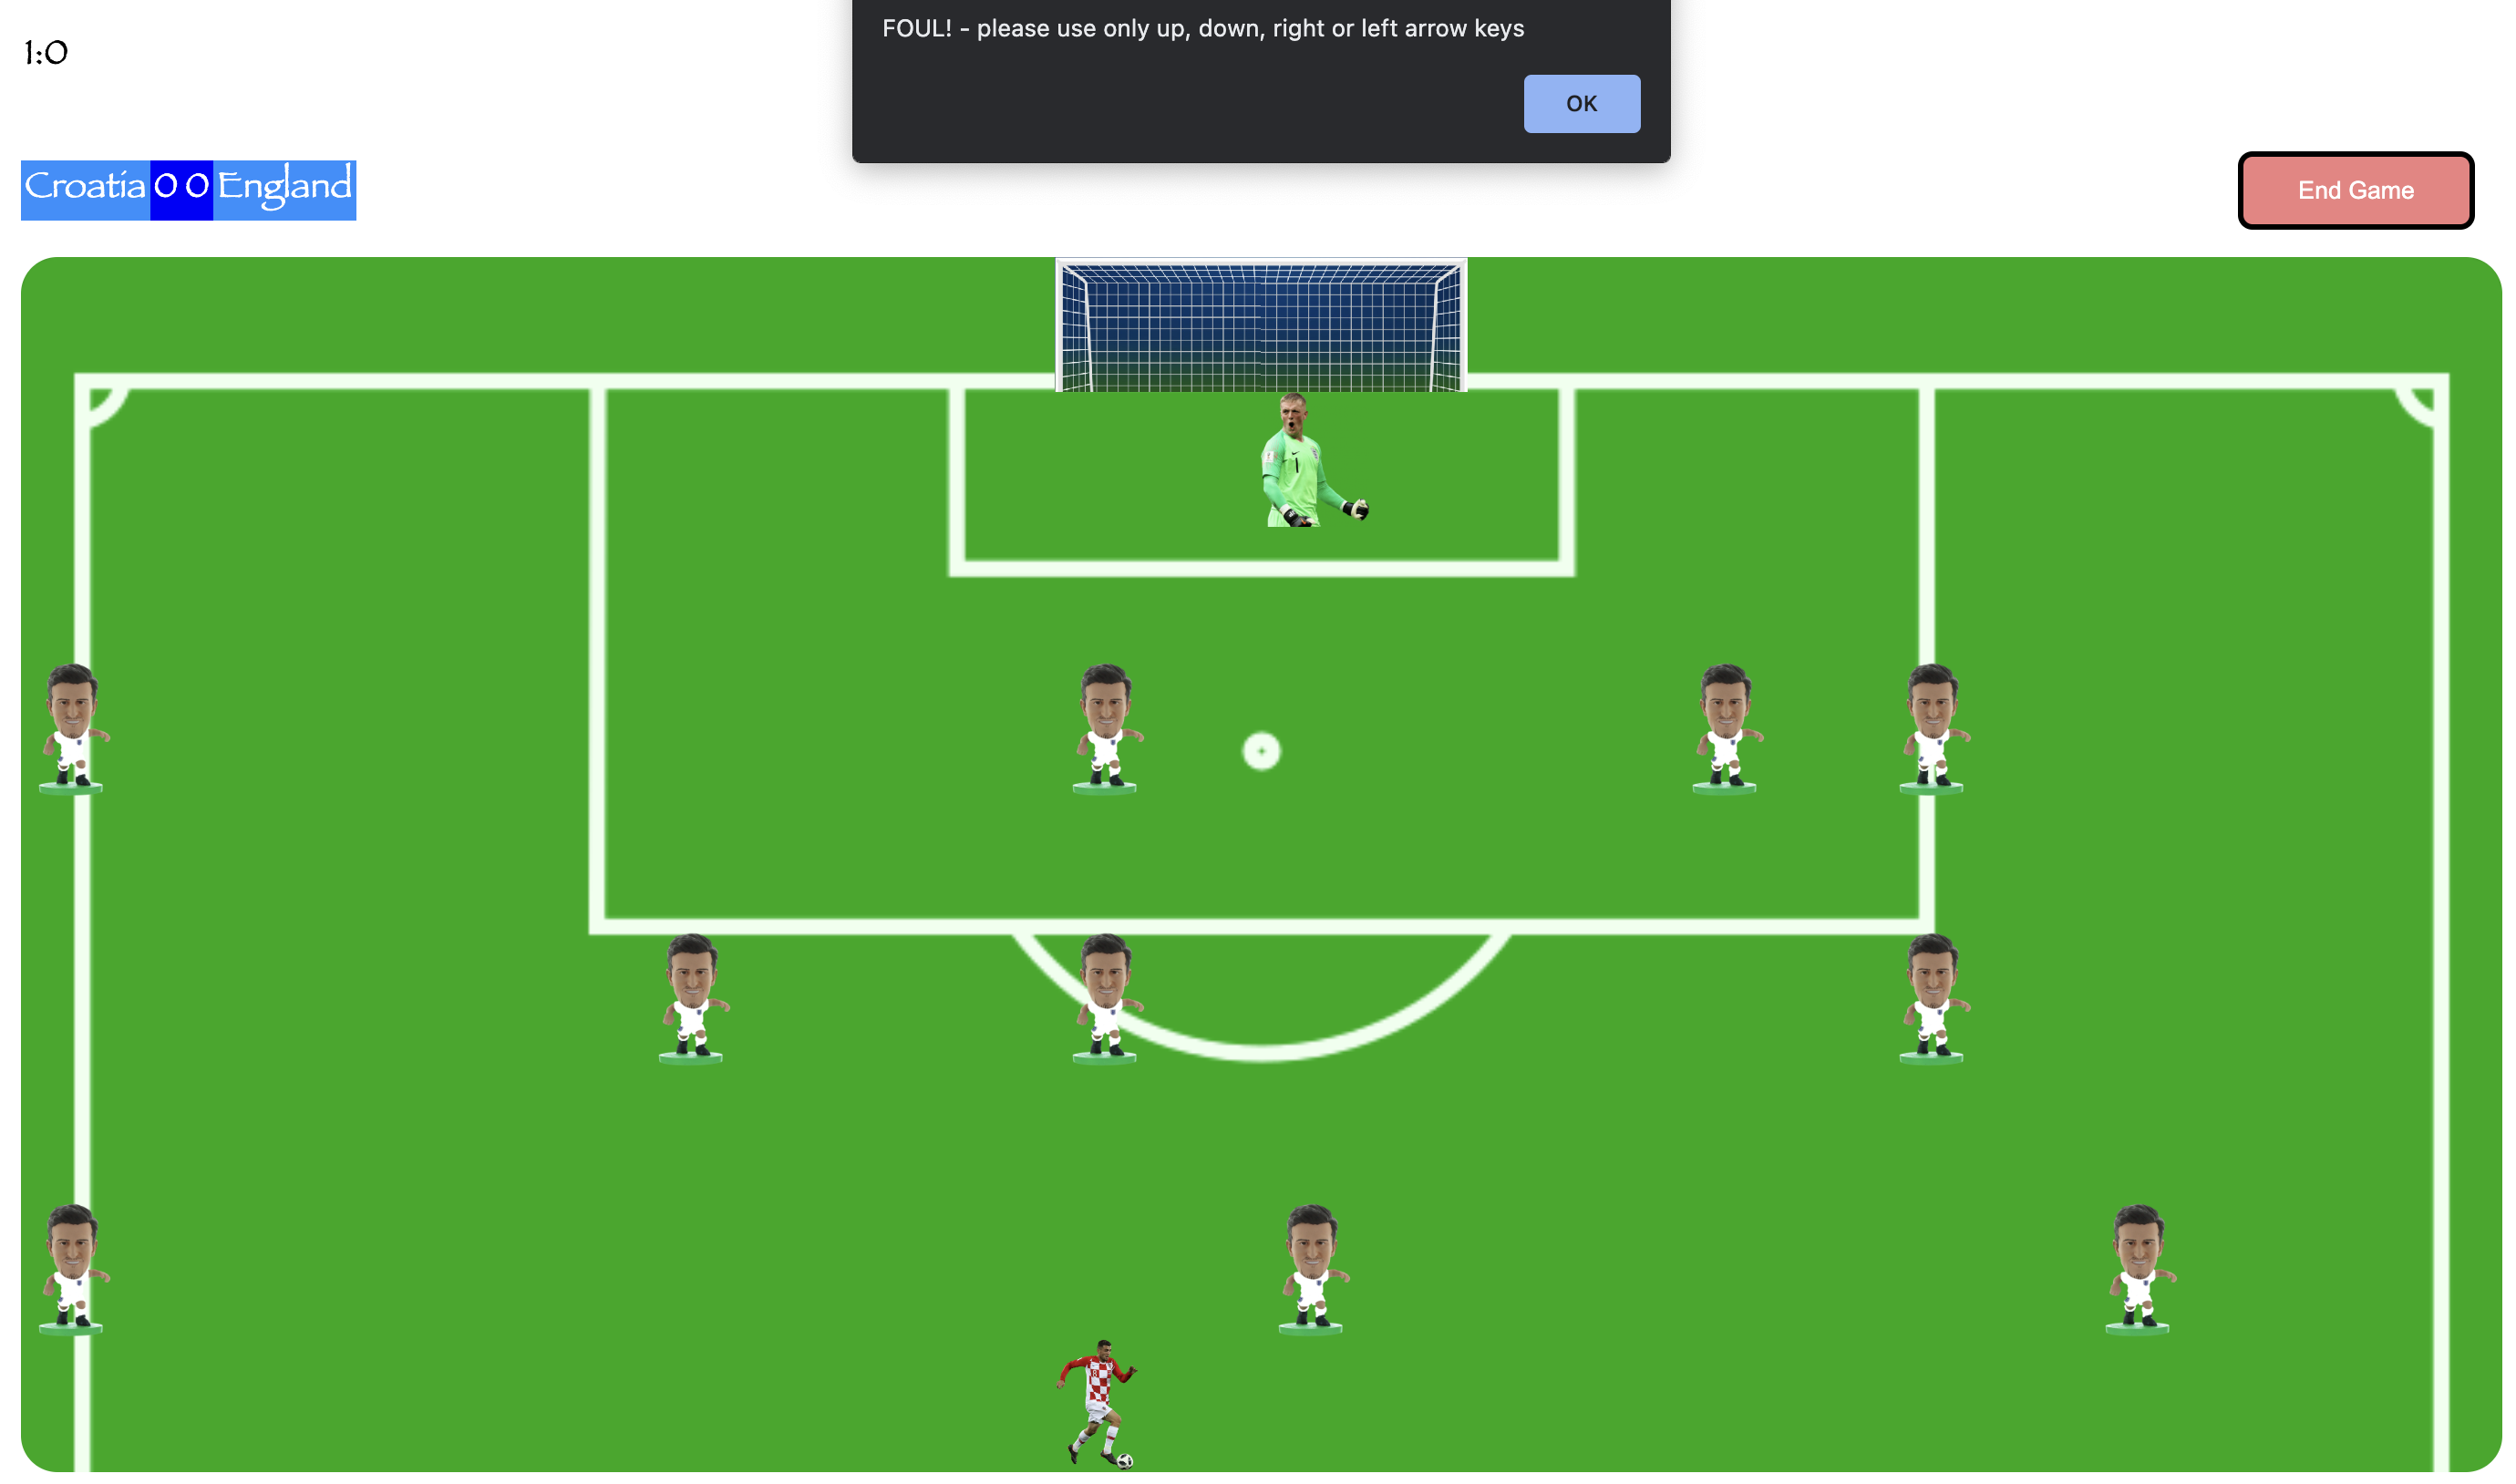 FOUL! - please use only up, down, right or left arrow keys
OK
1:0
Croatia 0 0 England
End Game